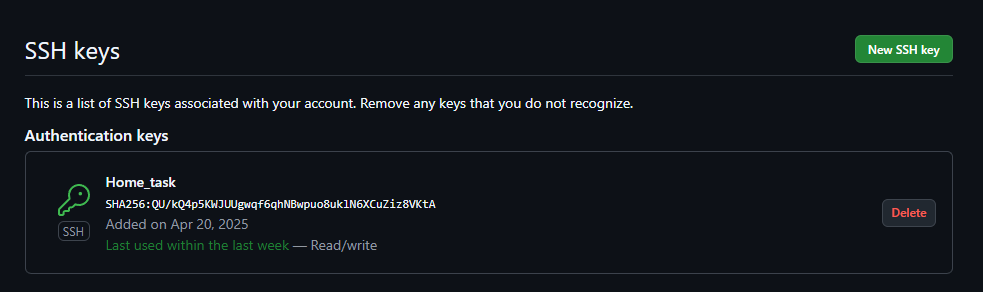 SSH keys
New SSH key
This is a list of SSH keys associated with your account. Remove any keys that you do not recognize.
Authentication keys
Home_task
SHA256:QU/kQ4p5KWJUUgwqf6qhNBwpuo8uklN6XCuZiz8VKtA
SSH
Added on Apr 20, 2025
Last used within the last week — Read/write
Delete